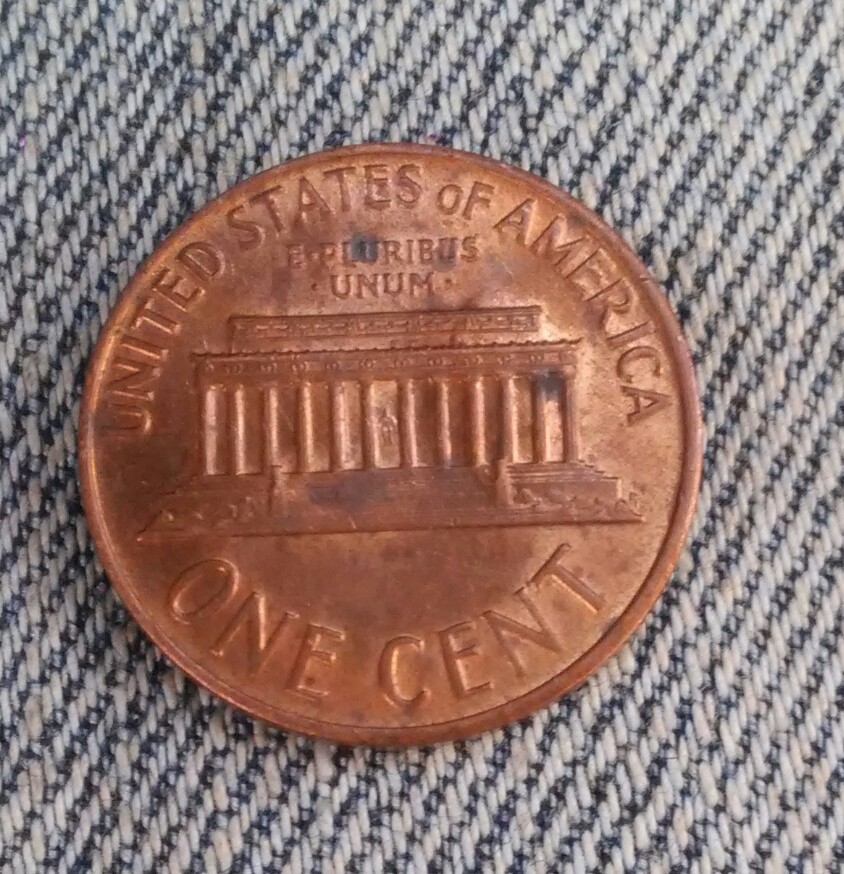 UNITED STATES OF AMERICA
E·PLURIBUS
·UNUM·
ONE CENT